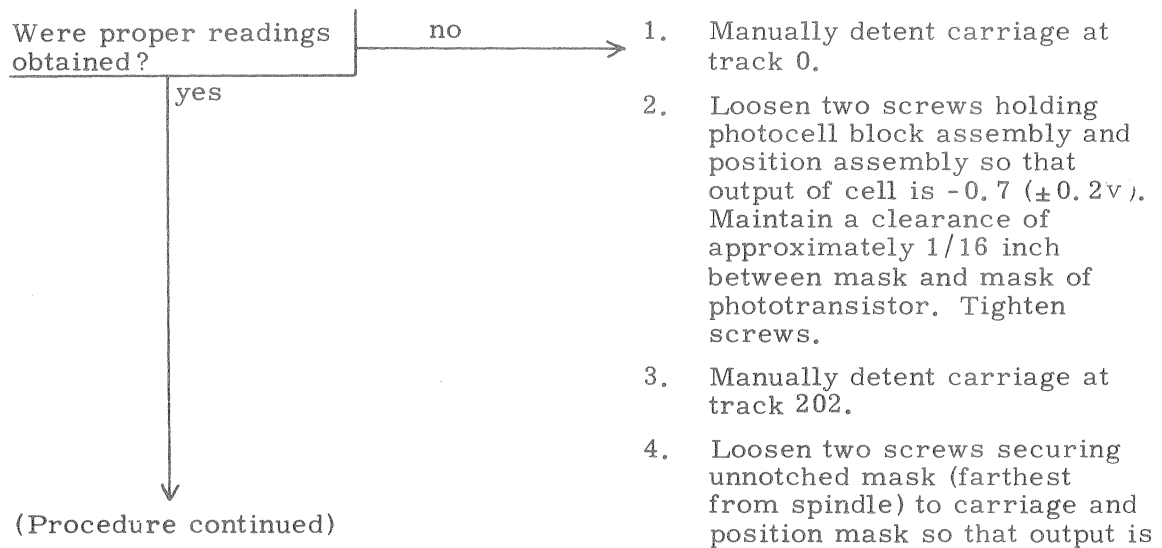 Were proper readings
obtained?
no
yes
(Procedure continued)
1. Manually detent carriage at
track 0.
2. Loosen two screws holding
photocell block assembly and
position assembly so that
output of cell is -0.7 (±0.2v).
Maintain a clearance of
approximately 1/16 inch
between mask and mask of
phototransistor. Tighten
screws.
3. Manually detent carriage at
track 202.
4. Loosen two screws securing
unnotched mask (farthest
from spindle) to carriage and
position mask so that output is